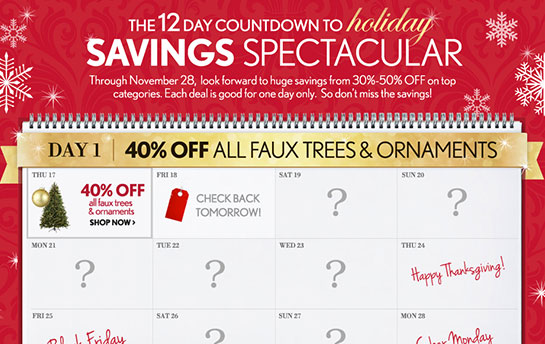 THE 12 DAY COUNTDOWN TO holiday
SAVINGS SPECTACULAR
Through November 28, look forward to huge savings from 30%-50% OFF on top
categories. Each deal is good for one day only. So don't miss the savings!
DAY 1 | 40% OFF ALL FAUX TREES & ORNAMENTS
THU 17
40% OFF
all faux trees
& ornaments
SHOP NOW >
FRI 18
CHECK BACK
TOMORROW!
SAT 19
?
SUN 20
?
MON 21
?
TUE 22
?
WED 23
?
THU 24
Happy Thanksgiving!
FRI 25
Black Friday
SAT 26
?
SUN 27
?
MON 28
Cyber Monday